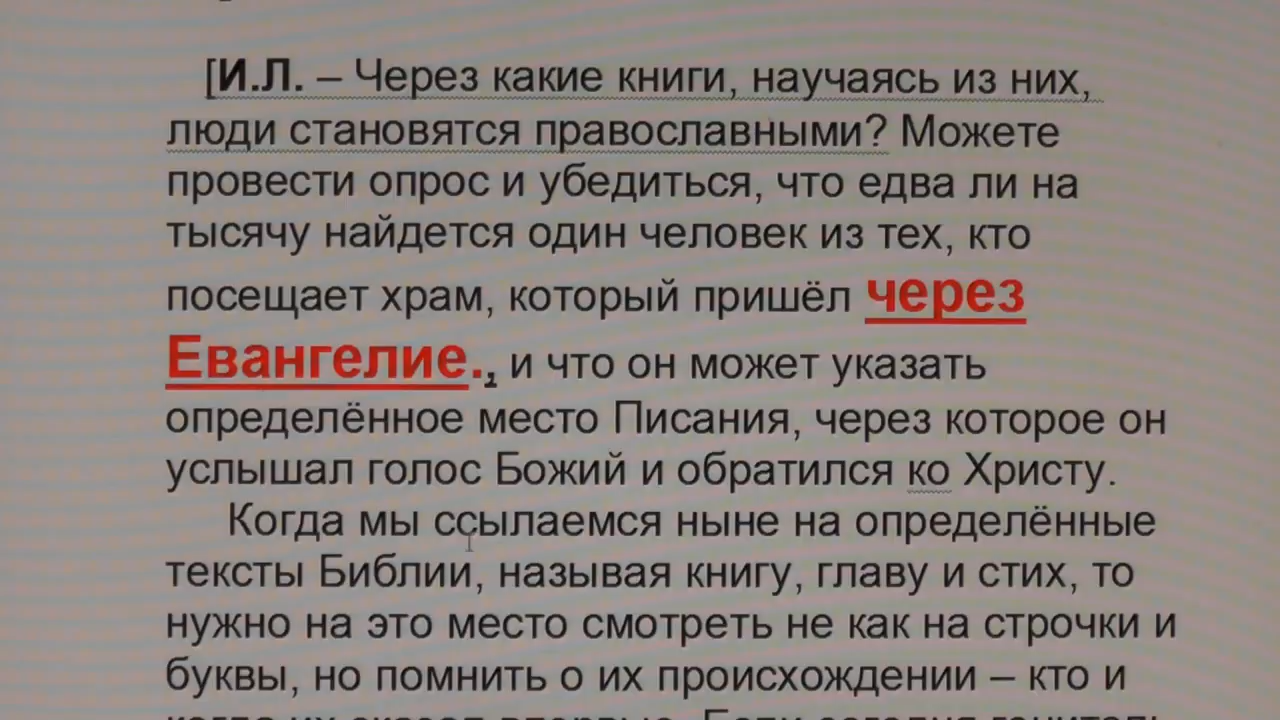 [И.Л. – Через какие книги, научаясь из них,
люди становятся православными? Можете
провести опрос и убедиться, что едва ли на
тысячу найдется один человек из тех, кто
посещает храм, который пришёл через
Евангелие., и что он может указать
определённое место Писания, через которое он
услышал голос Божий и обратился ко Христу.
Когда мы ссылаемся ныне на определённые
тексты Библии, называя книгу, главу и стих, то
нужно на это место смотреть не как на строчки и
буквы, но помнить о их происхождении – кто и